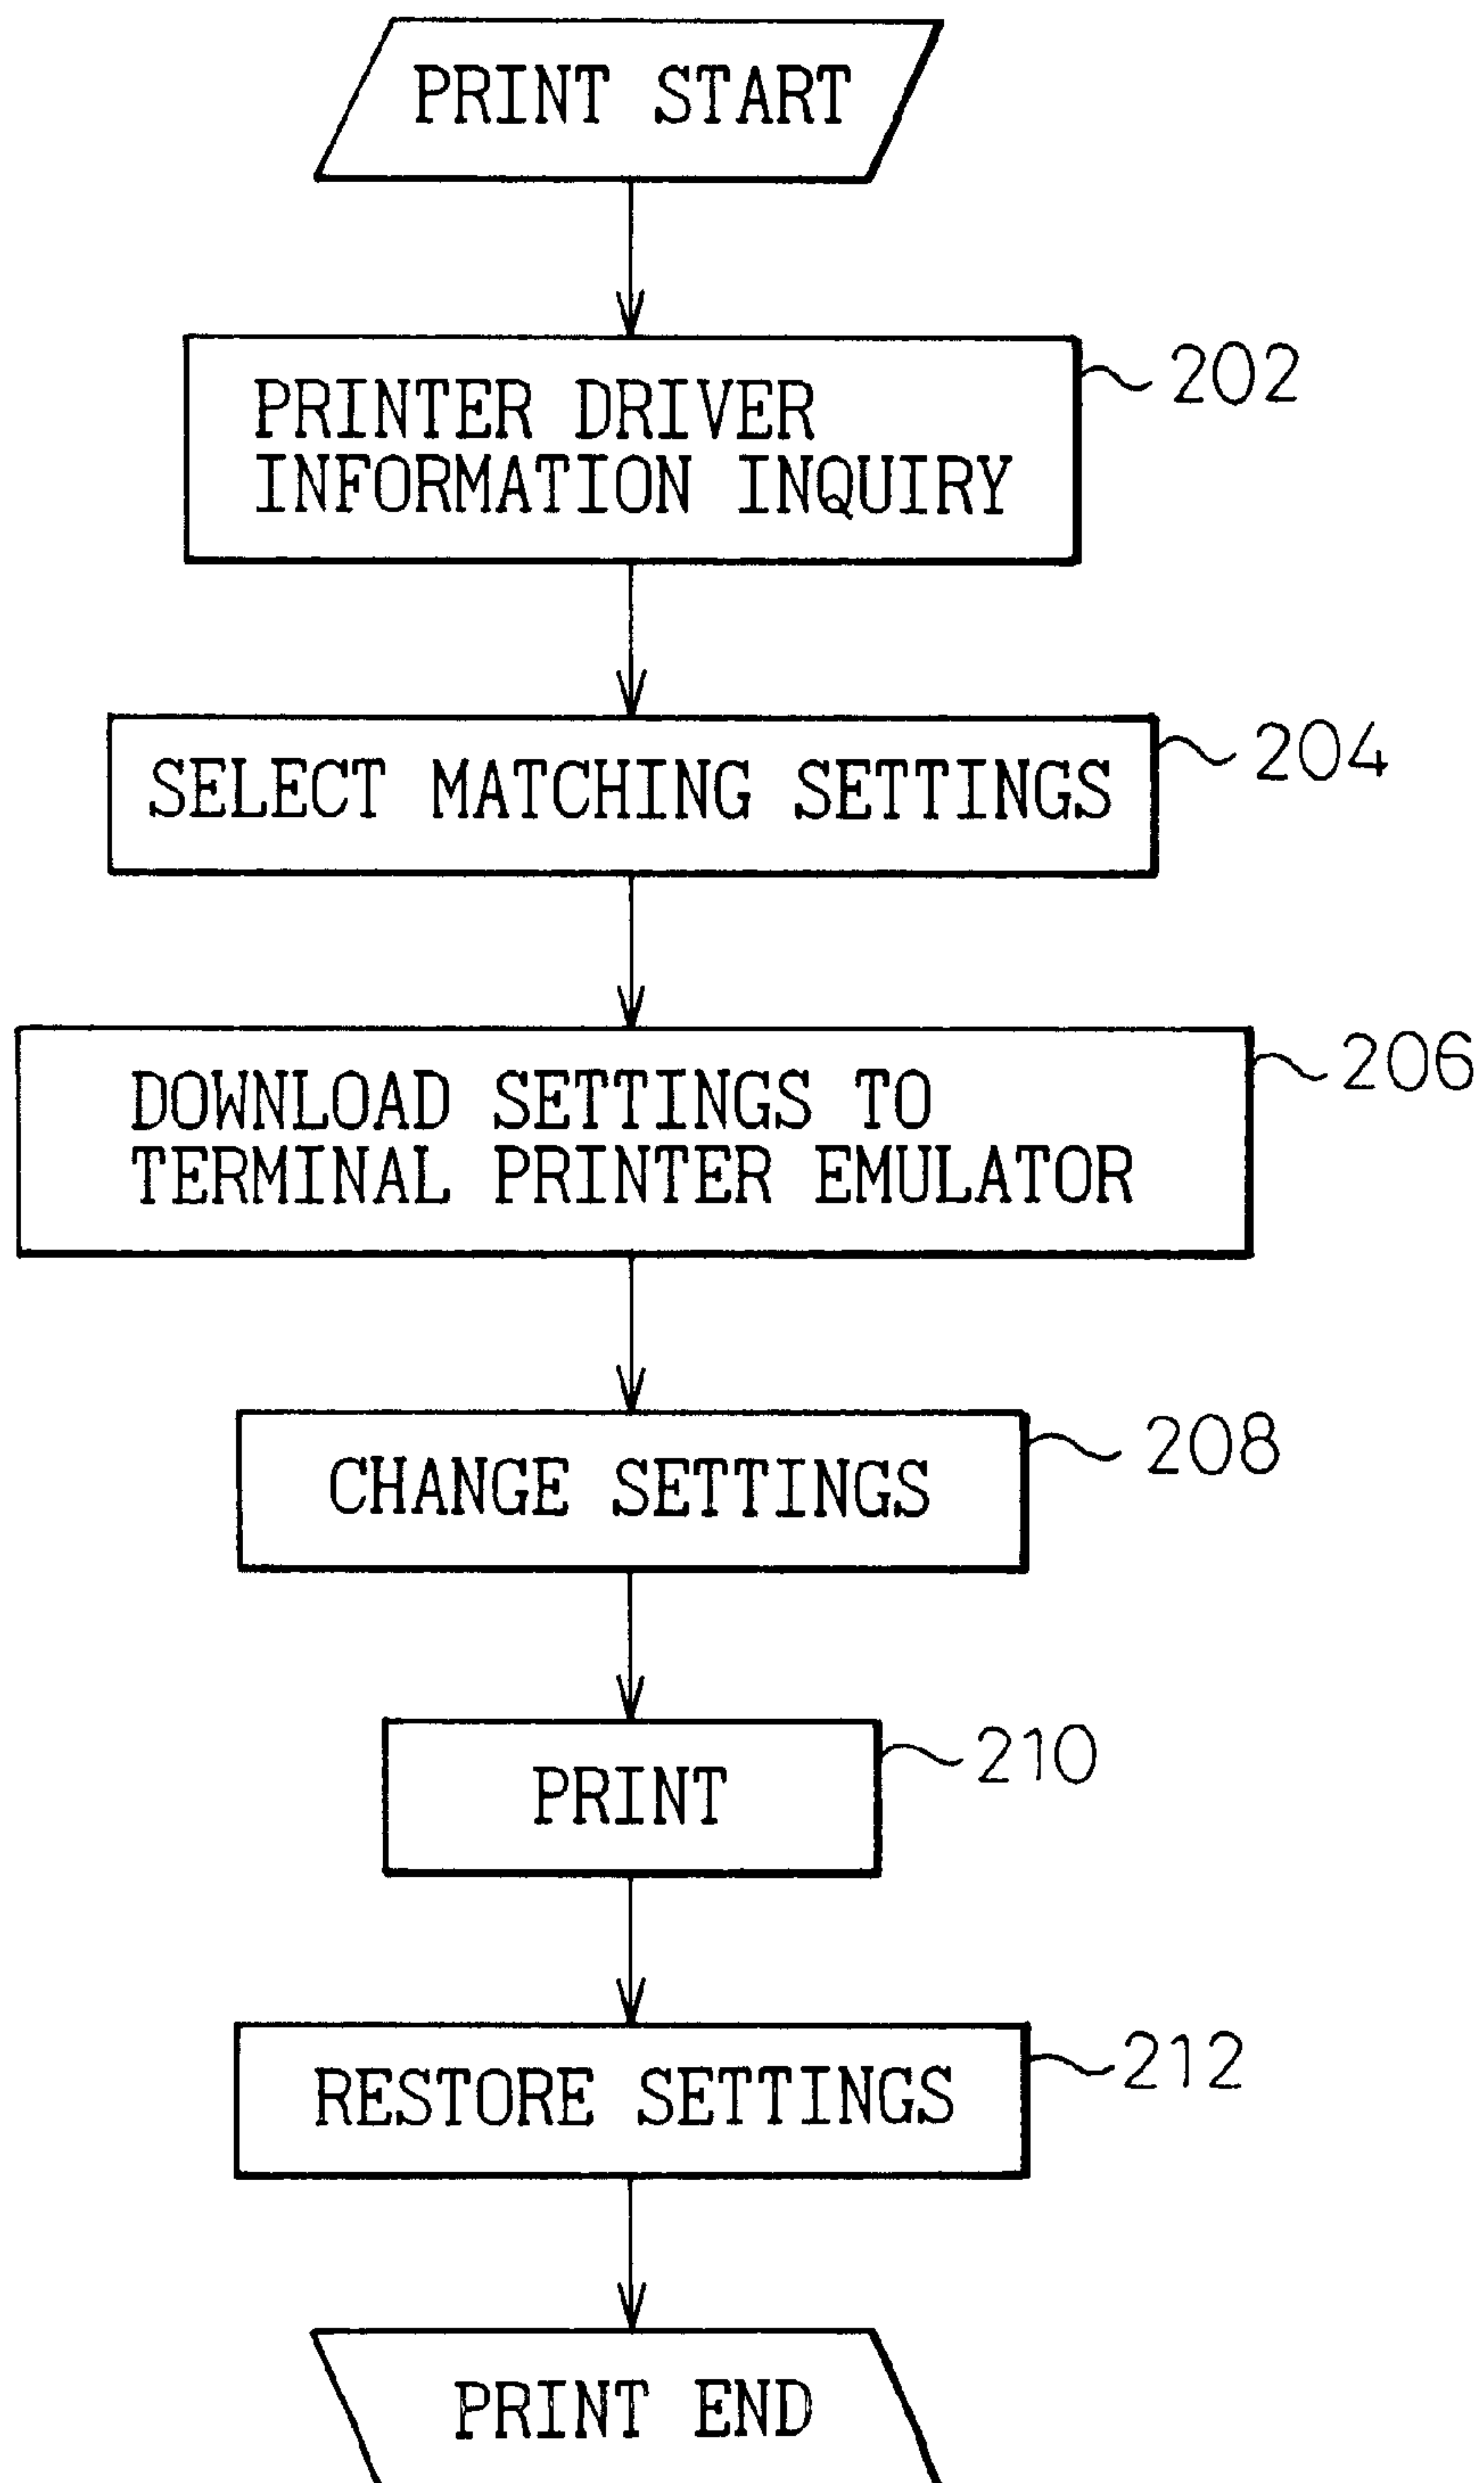 PRINT START
PRINTER DRIVER
INFORMATION INQUIRY
202
SELECT MATCHING SETTINGS
204
DOWNLOAD SETTINGS TO
TERMINAL PRINTER EMULATOR
206
CHANGE SETTINGS
208
PRINT
210
RESTORE SETTINGS
212
PRINT END